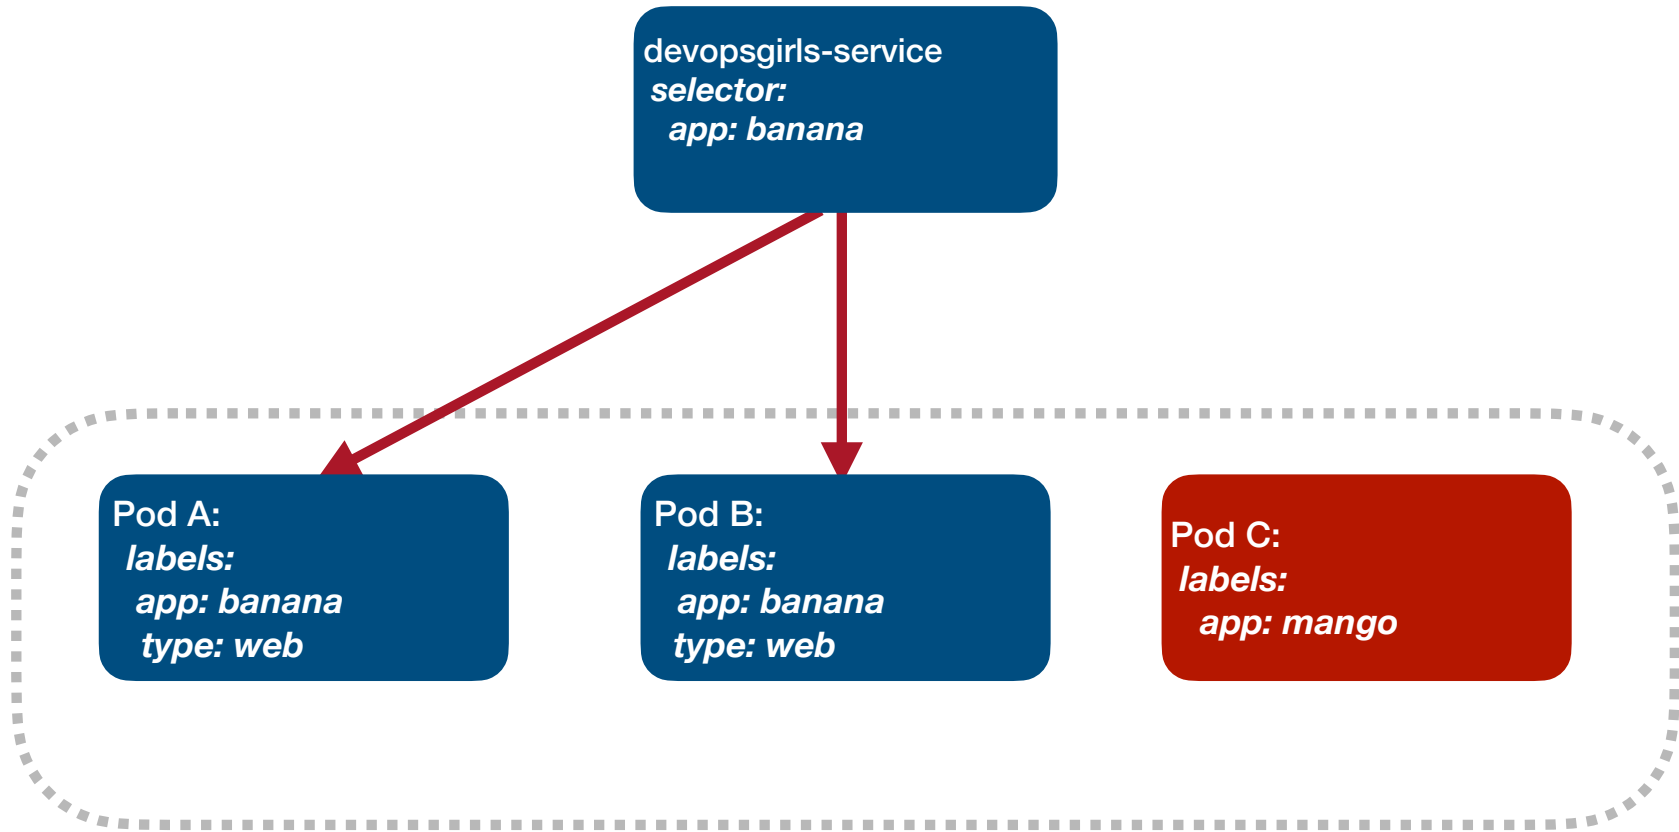 devopsgirls-service
selector:
app: banana
Pod A:
labels:
app: banana
type: web
Pod B:
labels:
app: banana
type: web
Pod C:
labels:
app: mango